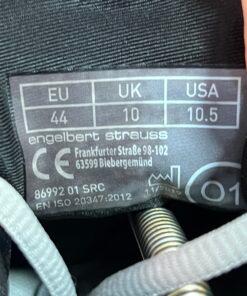 EU UK USA
44 10 10.5
engelbert strauss
CE Frankfurter Straße 98-102
63599 Biebergemünd
86992 01 SRC
EN ISO 20347:2012
O1